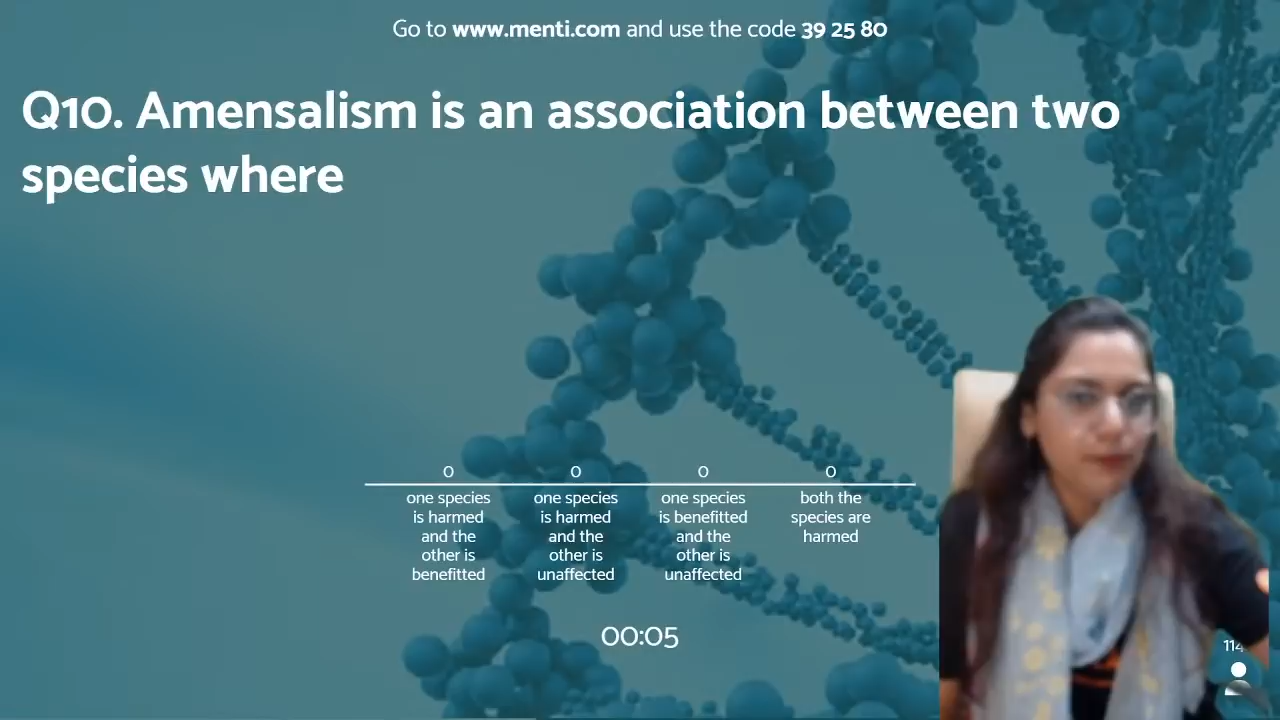 Go to www.menti.com and use the code 39 25 80
Q10. Amensalism is an association between two
species where
0 0 0 0
one species
is harmed
and the
other is
benefitted
one species
is harmed
and the
other is
unaffected
one species
is benefitted
and the
other is
unaffected
both the
species are
harmed
00:05
114